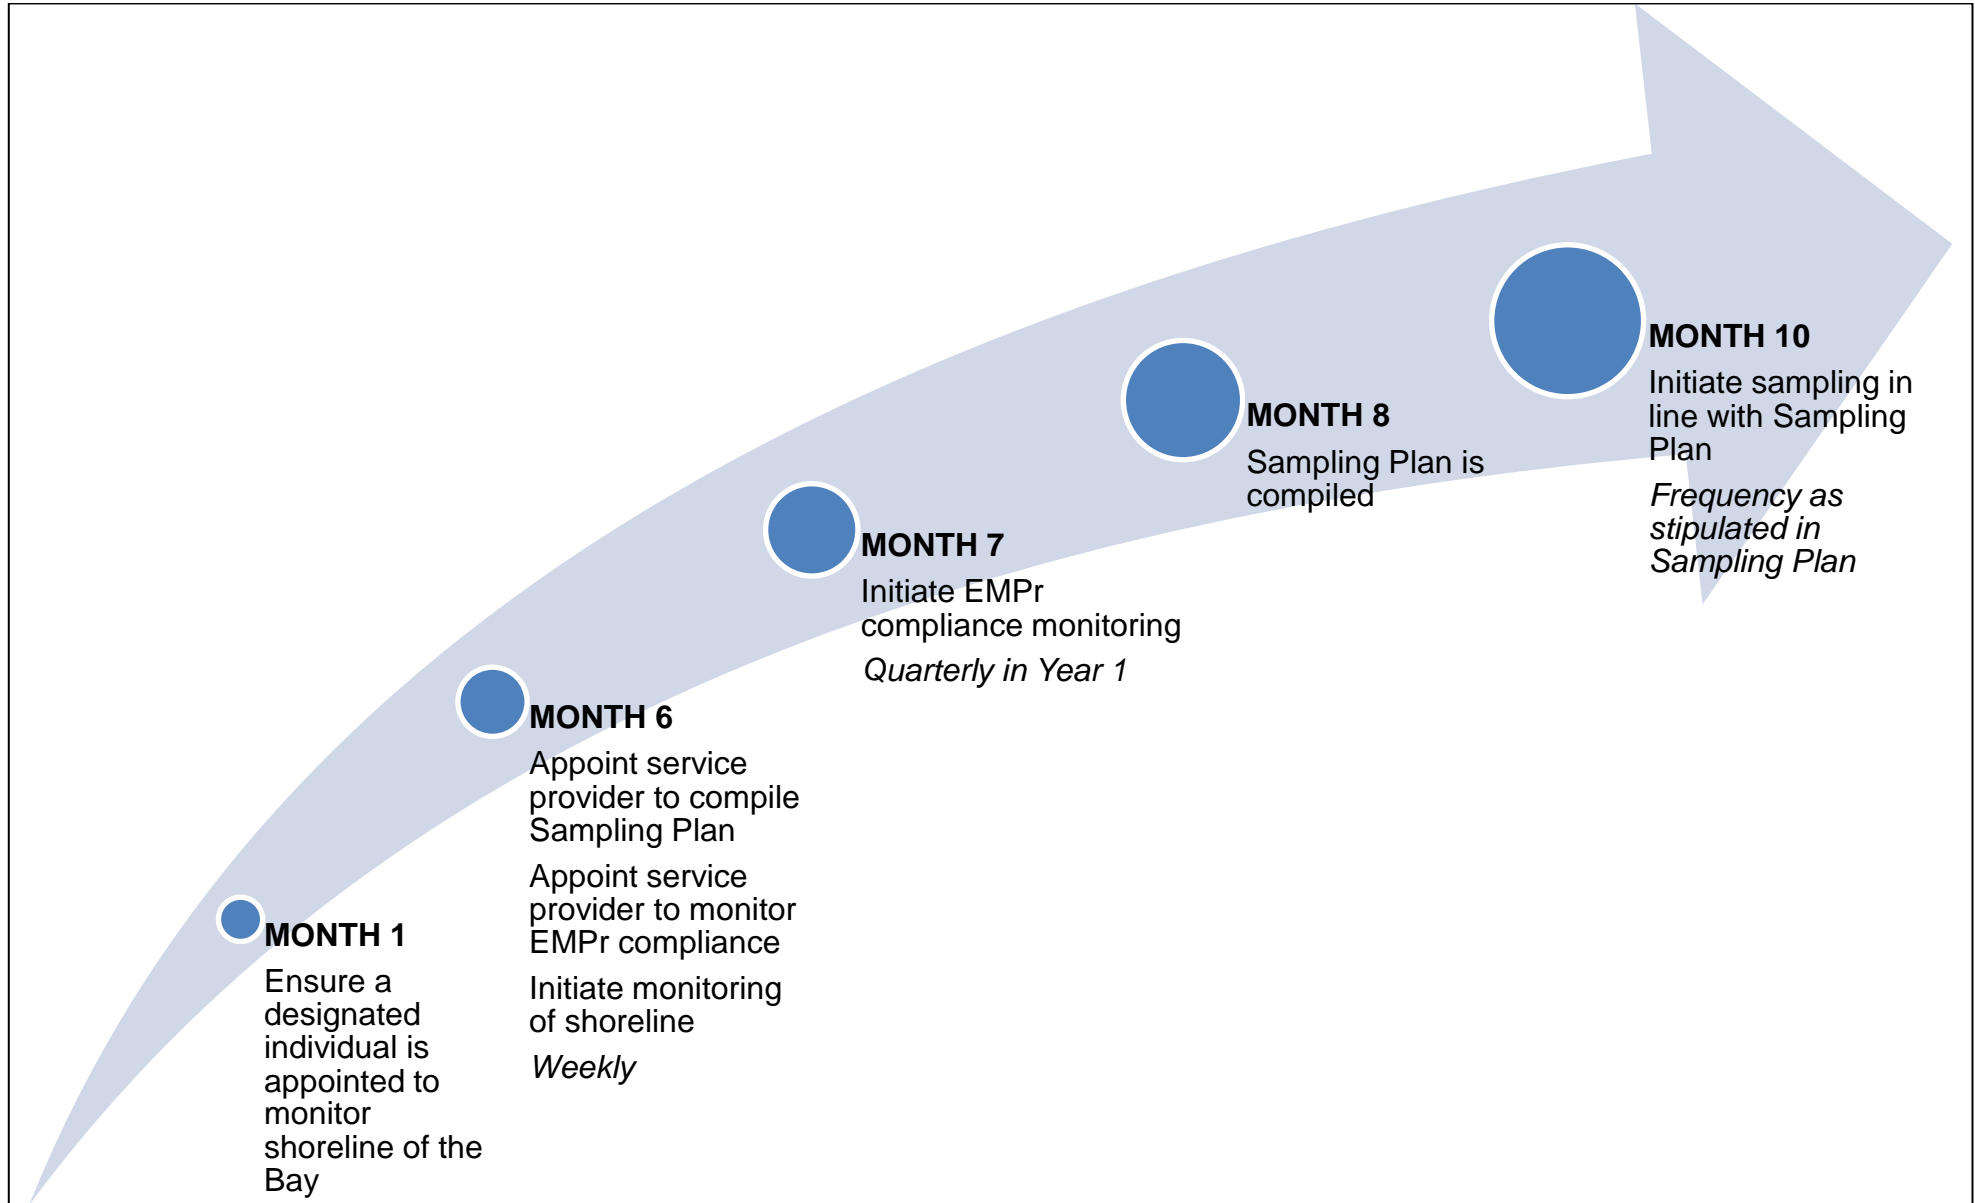 MONTH 1
Ensure a
designated
individual is
appointed to
monitor
shoreline of the
Bay
MONTH 6
Appoint service
provider to compile
Sampling Plan
Appoint service
provider to monitor
EMPr compliance
Initiate monitoring
of shoreline
Weekly
MONTH 7
Initiate EMPr
compliance monitoring
Quarterly in Year 1
MONTH 8
Sampling Plan is
compiled
MONTH 10
Initiate sampling in
line with Sampling
Plan
Frequency as
stipulated in
Sampling Plan